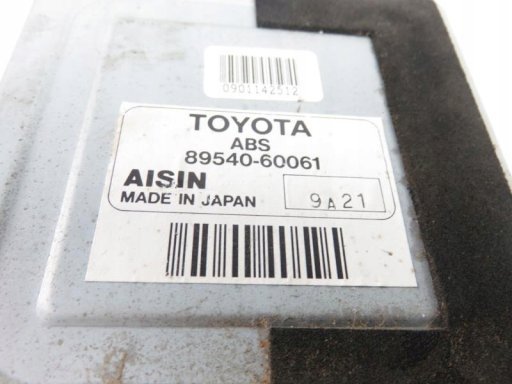 0901142512
TOYOTA
ABS
89540-60061
AISIN
MADE IN JAPAN
9A21